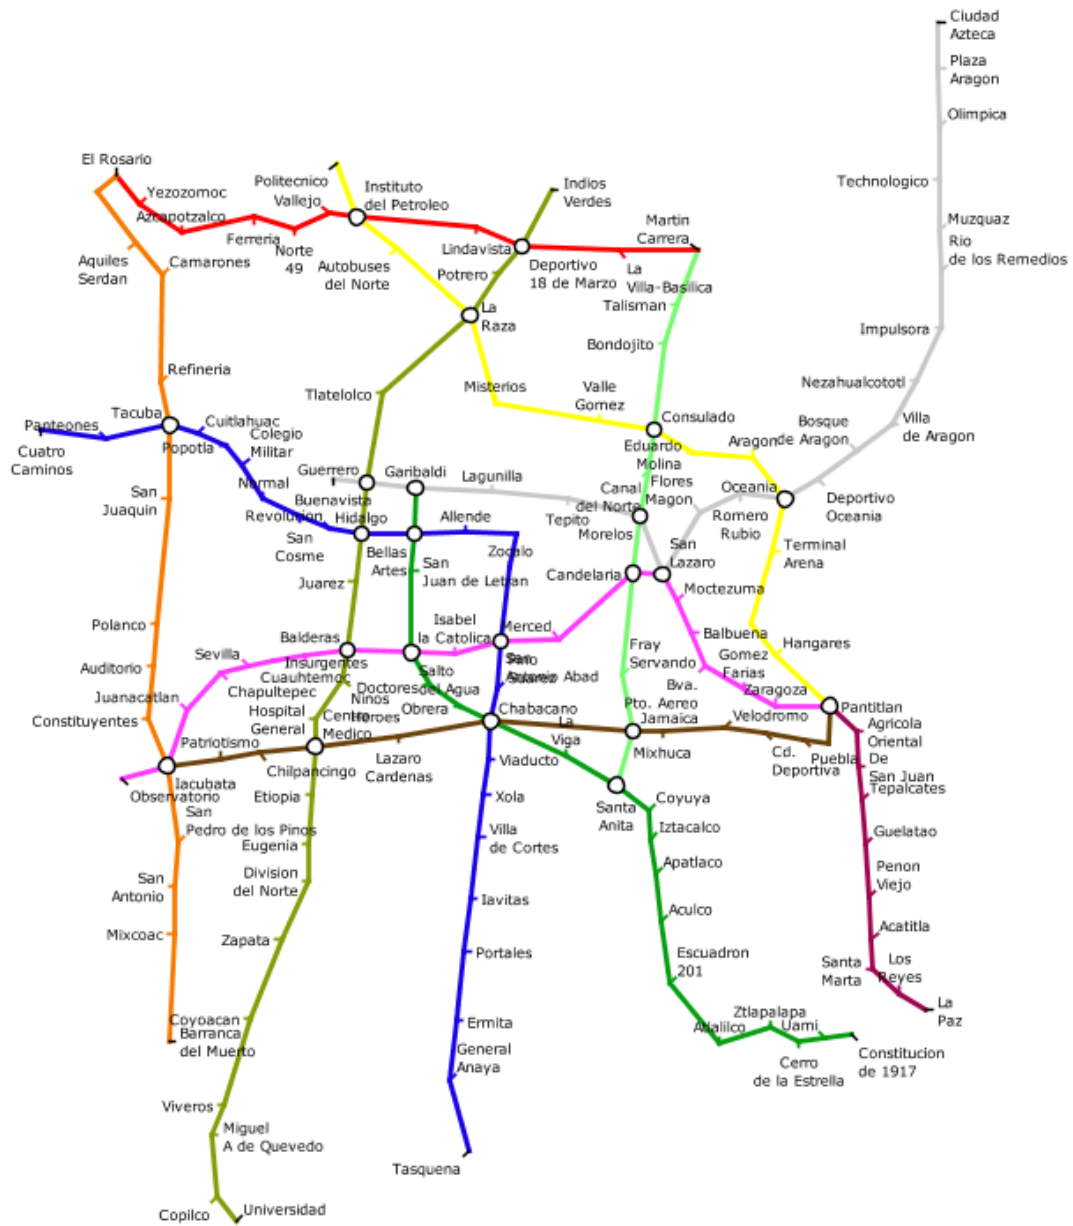 Ciudad
Azteca
Plaza
Aragon
Olimpica
El Rosario
Politecnico
Instituto
del Petroleo
Indios
Verdes
Technologico
Yezozomoc
Vallejo
Azcapotzalco
Martin
Carrera
Muzquaz
Rio
de los Remedios
Ferreria
Norte
49
Lindavista
Deportivo
18 de Marzo
La
Villa-Basilica
Aquiles
Serdan
Camarones
Autobuses
del Norte
Potrero
Talisman
La
Raza
Impulsora
Bondojito
Refineria
Tlatelolco
Misterios
Valle
Gomez
Nezahualcototl
Tacuba
Panteones
Cuatro
Caminos
Popotla
Cuitlahuac
Colegio
Militar
Consulado
Eduardo
Molina
Aragon
Bosque
de Aragon
Villa
de Aragon
Normal
Guerrero
Garibaldi
Lagunilla
Flores
Magon
Canal
del Norte
Oceania
Deportivo
Oceania
San
Juaquin
Buenavista
Revolucion
Hidalgo
San
Cosme
Bellas
Artes
Allende
Tepito
Morelos
Romero
Rubio
Zocalo
San
Lazaro
Terminal
Arena
Juarez
San
Juan de Letran
Candelaria
Moctezuma
Polanco
Sevilla
Balderas
Isabel
la Catolica
Merced
Balbuena
Hangares
Auditorio
Insurgentes
Cuauhtemoc
Salto
del Agua
Pino
Suarez
San
Antonio Abad
Fray
Servando
Gomez
Farias
Juanacatlan
Chapultepec
Doctores
Ninos
Heroes
Bva.
Pto. Aereo
Zaragoza
Pantitlan
Constituyentes
Hospital
General
Centro
Medico
Obrera
Chabacano
La
Viga
Jamaica
Velodromo
Agricola
Oriental
Patriotismo
Chilpancingo
Lazaro
Cardenas
Viaducto
Mixhuca
Cd.
Deportiva
Puebla
De
San Juan
Iacubata
Observatorio
Etiopia
Xola
Santa
Anita
Coyuya
Tepalcates
San
Pedro de los Pinos
Eugenia
Villa
de Cortes
Iztacalco
Guelatao
San
Antonio
Division
del Norte
Apatlaco
Penon
Viejo
Iavitas
Aculco
Acatitla
Mixcoac
Zapata
Portales
Escuadron
201
Santa
Marta
Los
Reyes
La
Paz
Coyoacan
Barranca
del Muerto
Ermita
General
Anaya
Atlalilco
Ztlapalapa
Uami
Cerro
de la Estrella
Constitucion
de 1917
Viveros
Miguel
A de Quevedo
Tasquena
Copilco
Universidad